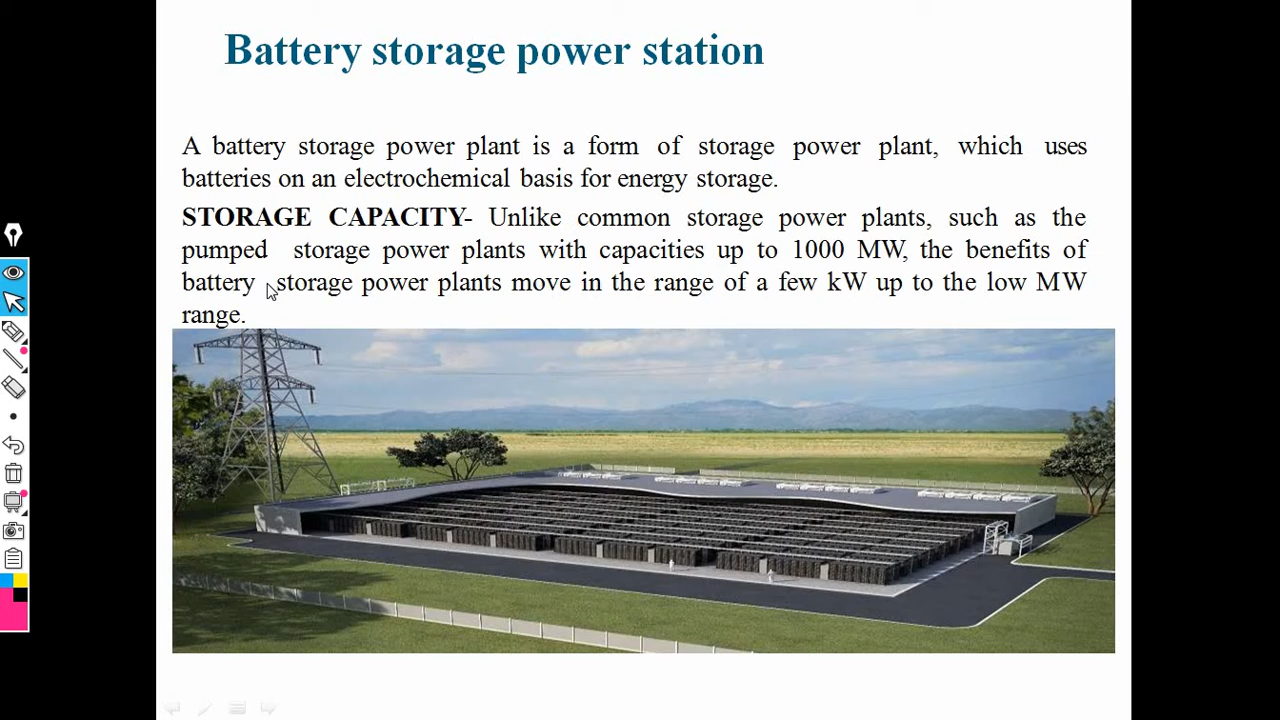 Battery storage power station
A battery storage power plant is a form of storage power plant, which uses
batteries on an electrochemical basis for energy storage.
STORAGE CAPACITY- Unlike common storage power plants, such as the
pumped storage power plants with capacities up to 1000 MW, the benefits of
battery storage power plants move in the range of a few kW up to the low MW
range.